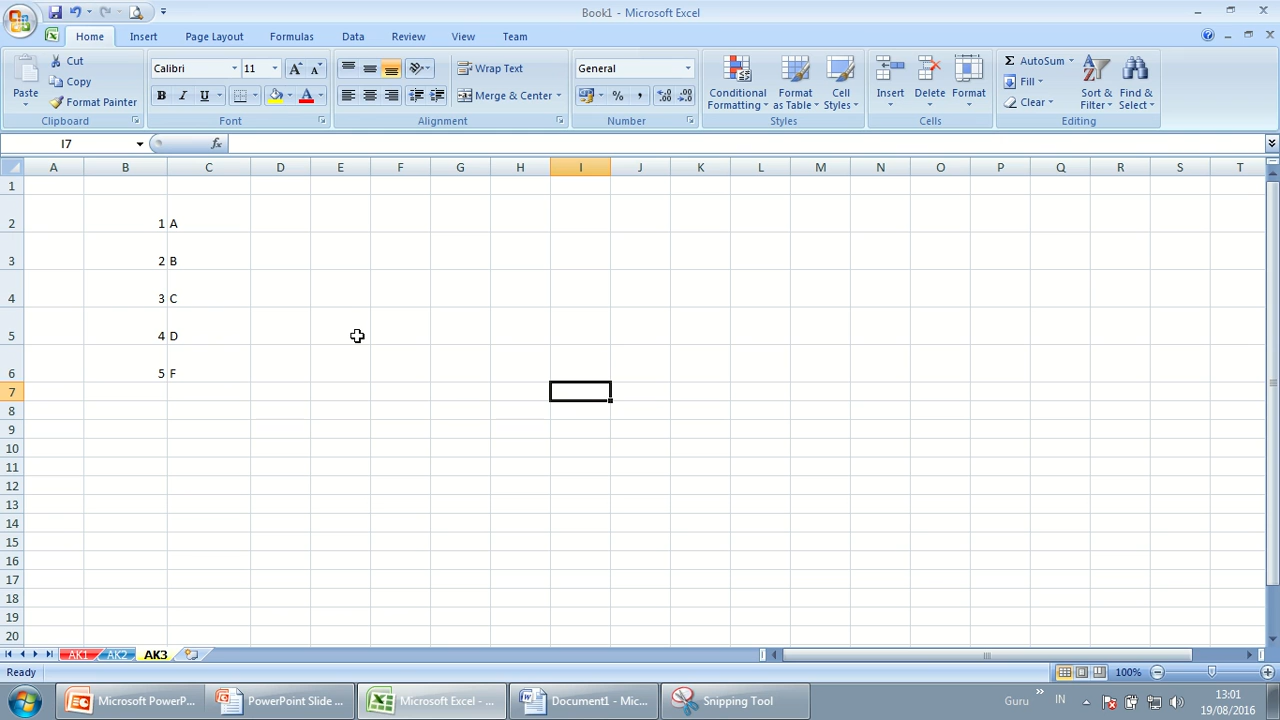 Book1 - Microsoft Excel
Home Insert Page Layout Formulas Data Review View Team
Paste Cut Copy Format Painter
Calibri 11
B I U
Wrap Text
Merge & Center
General
% ,
Conditional Formatting
Format as Table
Cell Styles
Insert Delete Format
Σ AutoSum
Fill
Clear
Sort & Filter
Find & Select
Clipboard Font Alignment Number Styles Cells Editing
I7 fx
A B C D E F G H I J K L M N O P Q R S T
1
2 1 A
3 2 B
4 3 C
5 4 D
6 5 F
7
8
9
10
11
12
13
14
15
16
17
18
19
20
AK1 AK2 AK3
Ready 100%
Microsoft PowerP... PowerPoint Slide ... Microsoft Excel - ... Document1 - Mic... Snipping Tool Guru » IN 13:01
19/08/2016